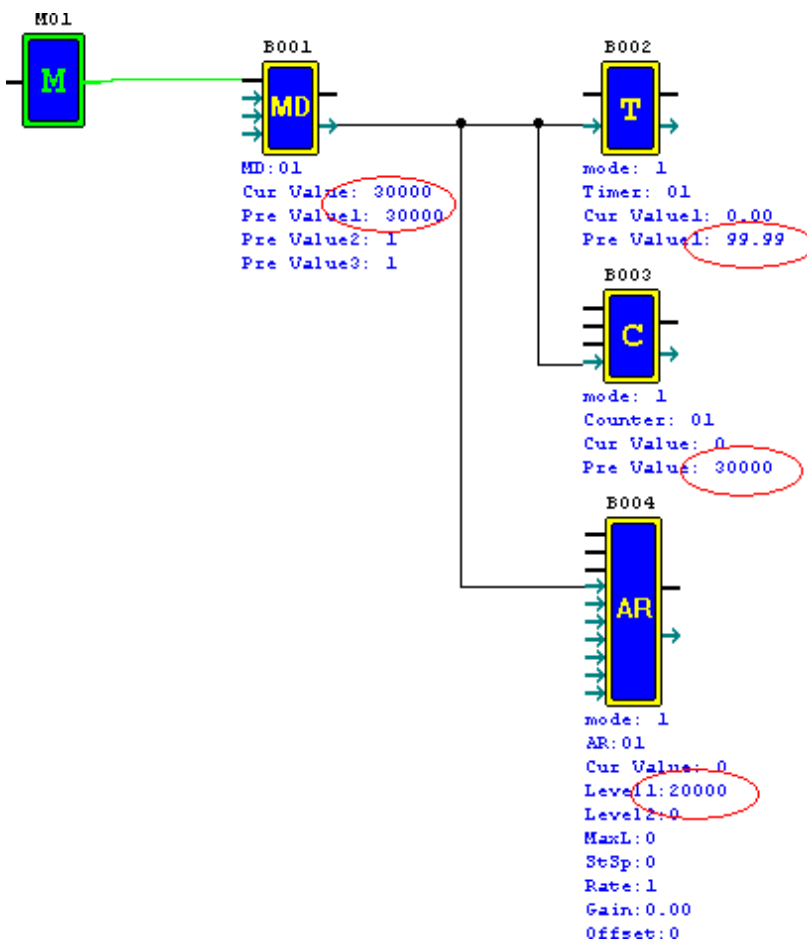 M01
M
B001
MD
MD:01
Cur Value: 30000
Pre Value1: 30000
Pre Value2: 1
Pre Value3: 1
B002
T
mode: 1
Timer: 01
Cur Value1: 0.00
Pre Value1: 99.99
B003
C
mode: 1
Counter: 01
Cur Value: 0
Pre Value: 30000
B004
AR
mode: 1
AR:01
Cur Value: 0
Level1:20000
Level2:0
MaxL:0
StSp:0
Rate:1
Gain:0.00
Offset:0